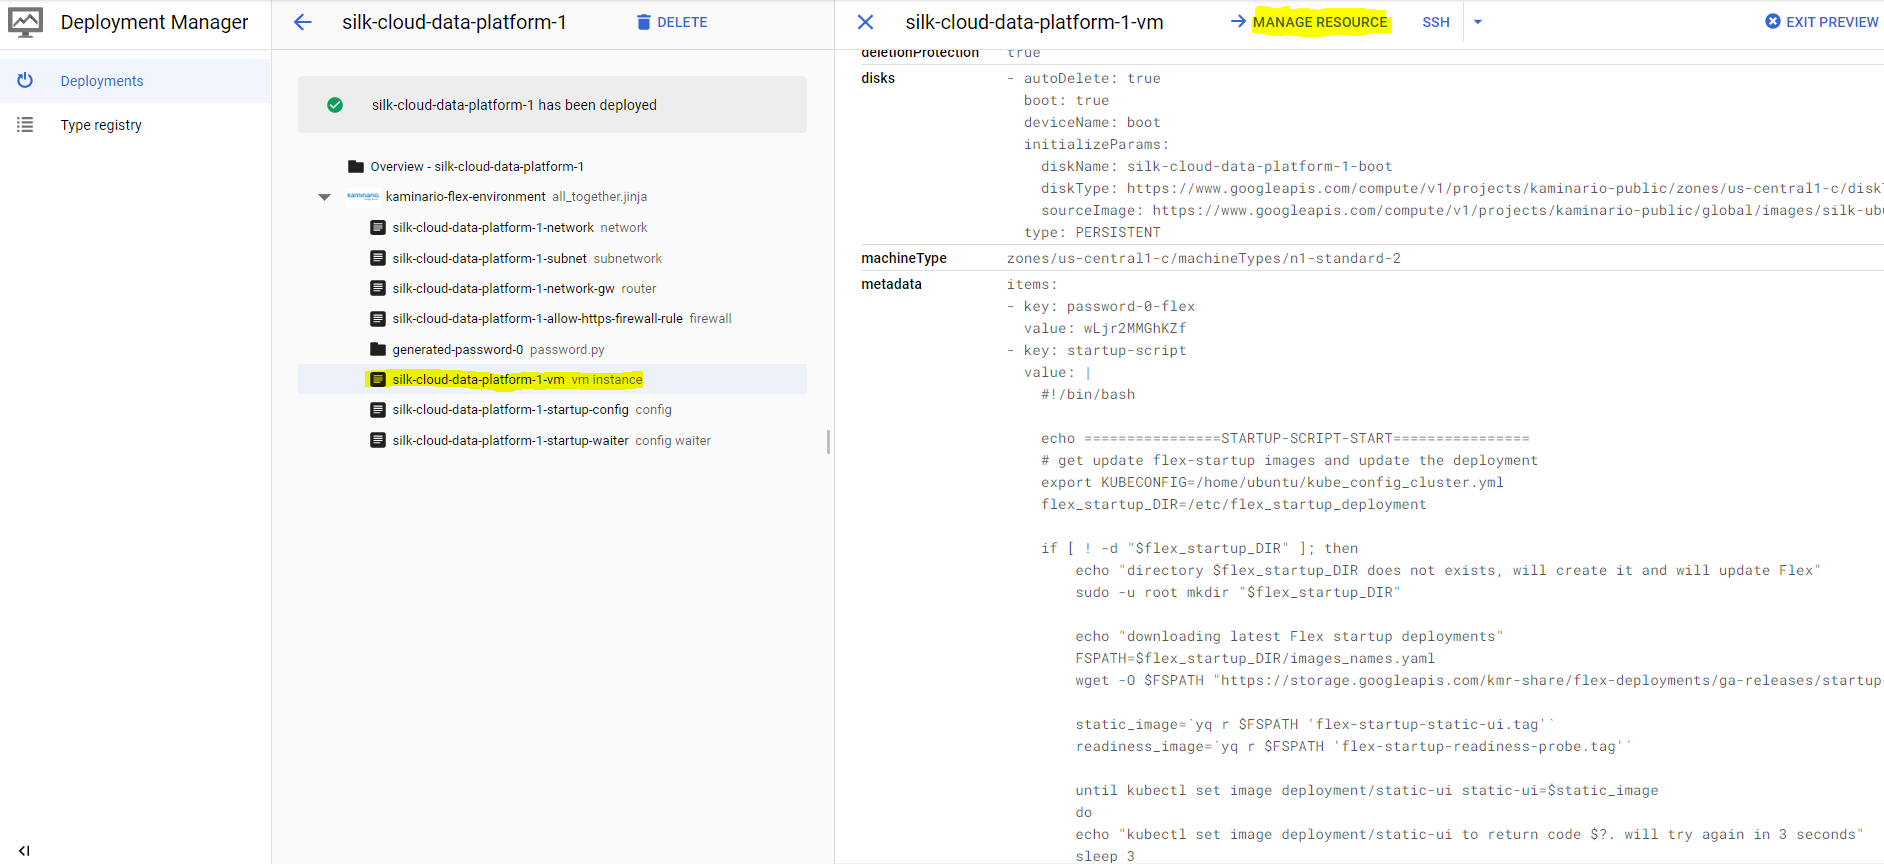 Deployment Manager
Deployments
Type registry
silk-cloud-data-platform-1
DELETE
silk-cloud-data-platform-1 has been deployed
Overview - silk-cloud-data-platform-1
kaminario. kaminario-flex-environment all_together.jinja
silk-cloud-data-platform-1-network network
silk-cloud-data-platform-1-subnet subnetwork
silk-cloud-data-platform-1-network-gw router
silk-cloud-data-platform-1-allow-https-firewall-rule firewall
generated-password-0 password.py
silk-cloud-data-platform-1-vm vm instance
silk-cloud-data-platform-1-startup-config config
silk-cloud-data-platform-1-startup-waiter config waiter
silk-cloud-data-platform-1-vm
MANAGE RESOURCE
SSH
EXIT PREVIEW
deletionProtection true
disks - autoDelete: true
boot: true
deviceName: boot
initializeParams:
diskName: silk-cloud-data-platform-1-boot
diskType: https://www.googleapis.com/compute/v1/projects/kaminario-public/zones/us-central1-c/disk
sourceImage: https://www.googleapis.com/compute/v1/projects/kaminario-public/global/images/silk-ub
type: PERSISTENT
machineType zones/us-central1-c/machineTypes/n1-standard-2
metadata items:
- key: password-0-flex
value: wLjr2MMGhKZf
- key: startup-script
value: |
#!/bin/bash
echo ================STARTUP-SCRIPT-START================
# get update flex-startup images and update the deployment
export KUBECONFIG=/home/ubuntu/kube_config_cluster.yml
flex_startup_DIR=/etc/flex_startup_deployment
if [ ! -d "$flex_startup_DIR" ]; then
echo "directory $flex_startup_DIR does not exists, will create it and will update Flex"
sudo -u root mkdir "$flex_startup_DIR"
echo "downloading latest Flex startup deployments"
FSPATH=$flex_startup_DIR/images_names.yaml
wget -O $FSPATH "https://storage.googleapis.com/kmr-share/flex-deployments/ga-releases/startup-
static_image=`yq r $FSPATH 'flex-startup-static-ui.tag'`
readiness_image=`yq r $FSPATH 'flex-startup-readiness-probe.tag'`
until kubectl set image deployment/static-ui static-ui=$static_image
do
echo "kubectl set image deployment/static-ui to return code $?. will try again in 3 seconds"
sleep 3